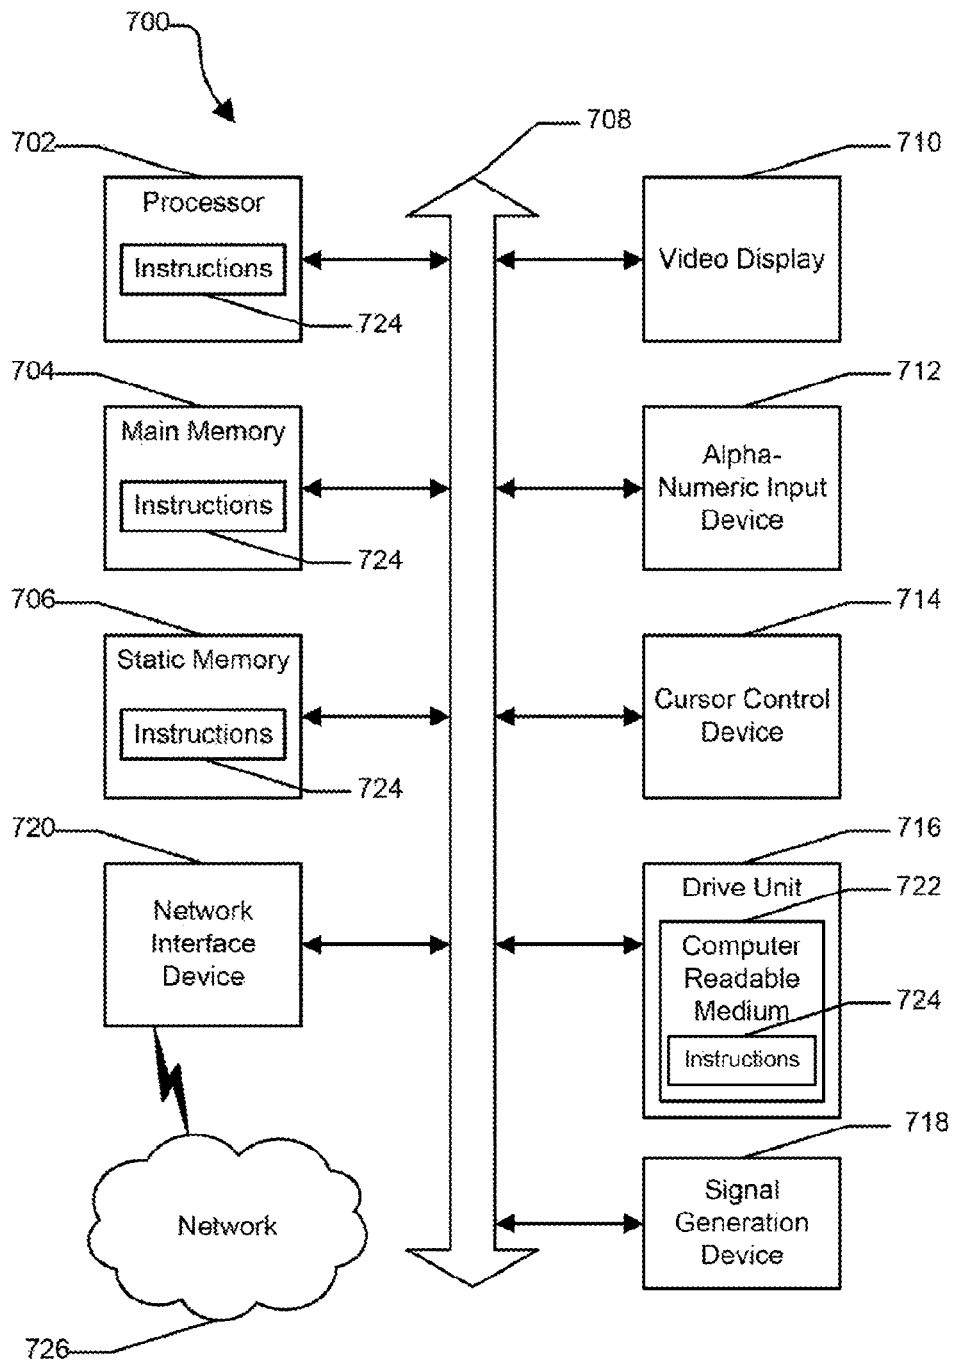 700
702
708
710
Processor
Instructions
724
Video Display
704
712
Main Memory
Instructions
724
Alpha-
Numeric Input
Device
706
714
Static Memory
Instructions
724
Cursor Control
Device
720
716
Network
Interface
Device
Drive Unit
722
Computer
Readable
Medium
724
Instructions
718
Signal
Generation
Device
Network
726